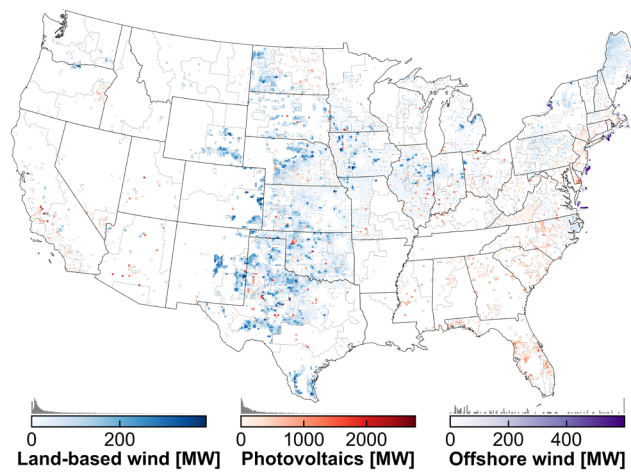 0 200
Land-based wind [MW]
0 1000 2000
Photovoltaics [MW]
0 200 400
Offshore wind [MW]